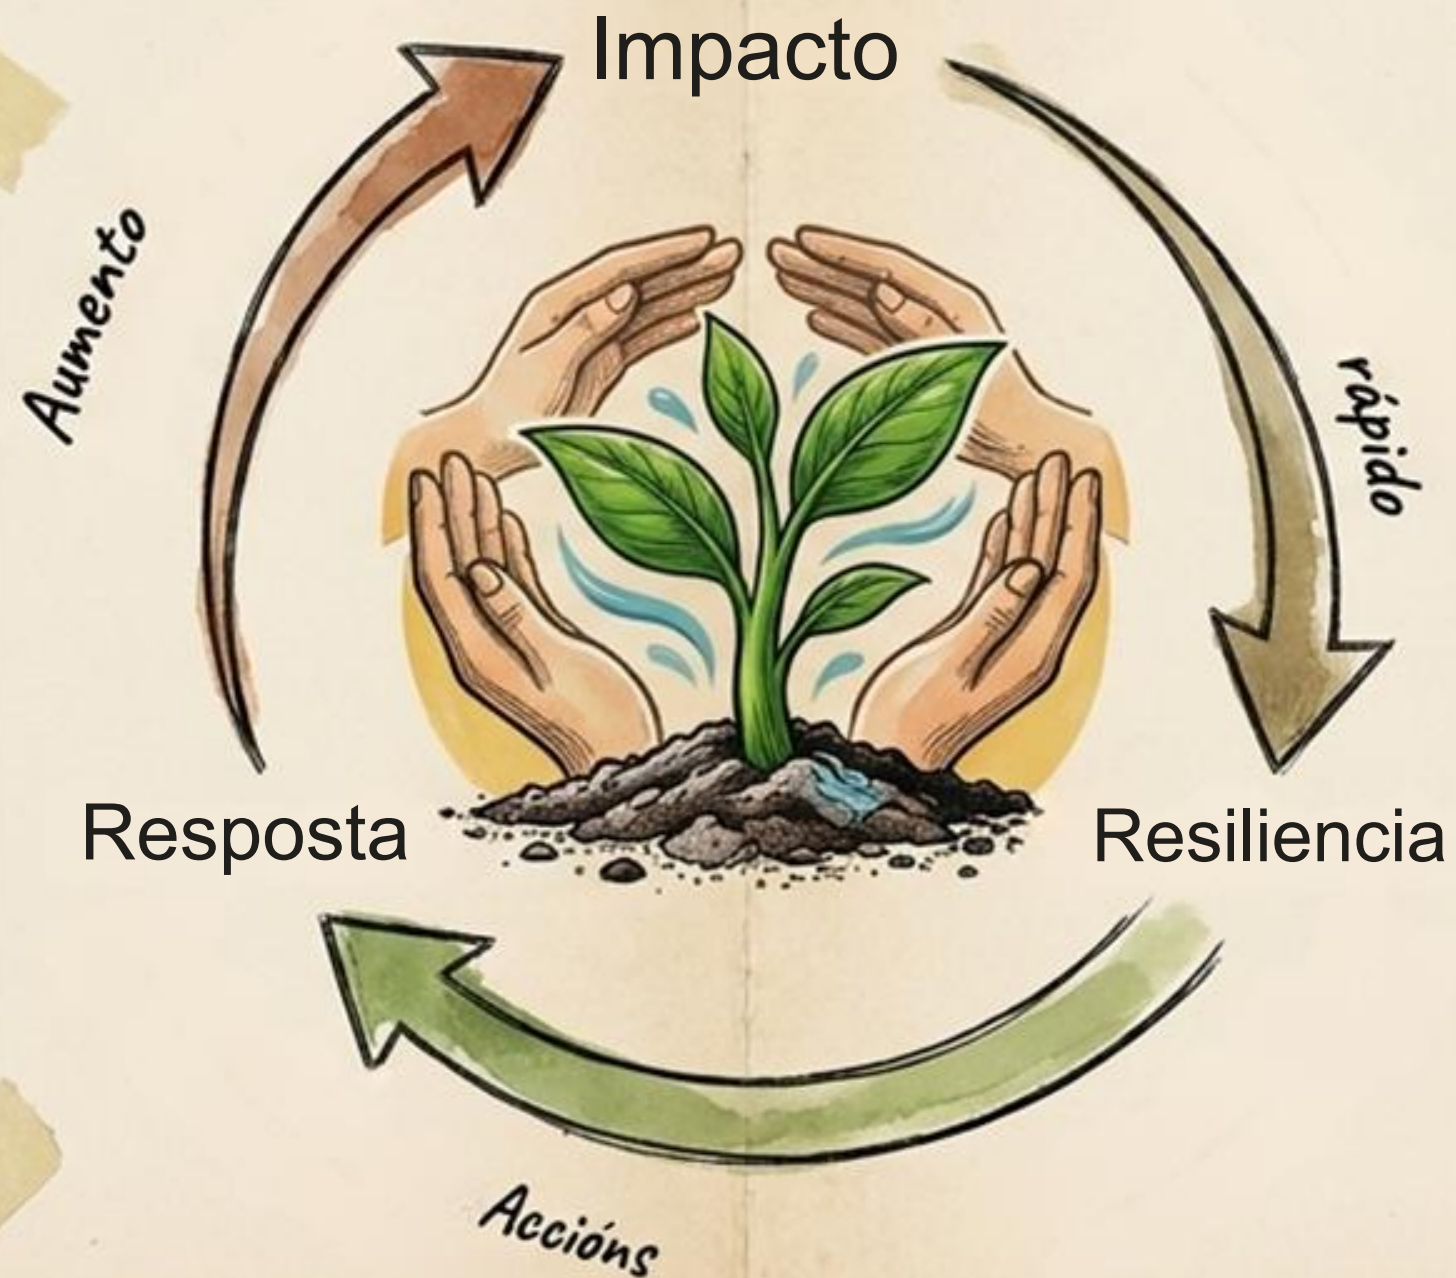 Impacto
Aumento
rápido
Resposta
Resiliencia
Accións